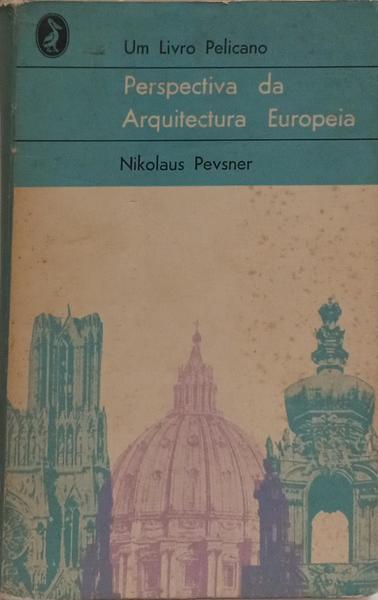 Um Livro Pelicano
Perspectiva da
Arquitectura Europeia
Nikolaus Pevsner